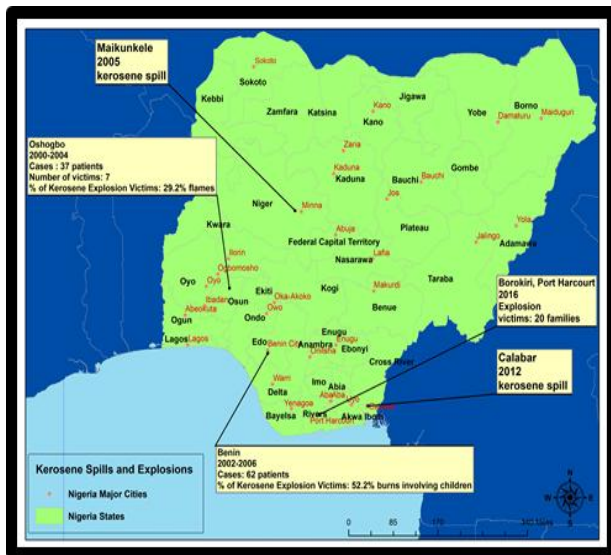 Maikunkele
2005
kerosene spill
Sokoto
Sokoto
Kebbi
Zamfara
Katsina
Jigawa
Kano
Kano
Yobe
Borno
Damaturu
Maiduguri
Oshogbo
2000-2004
Cases : 37 patients
Number of victims: 7
% of Kerosene Explosion Victims: 29.2% flames
Zaria
Kaduna
Kaduna
Bauchi
Bauchi
Gombe
Jos
Niger
Minna
Plateau
Yola
Adamawa
Jalingo
Kwara
Abuja
Federal Capital Territory
Nasarawa
Lafia
Taraba
Ilorin
Ogbomosho
Oyo
Oyo
Osun
Ekiti
Oka-Akoko
Kogi
Makurdi
Benue
Borokiri, Port Harcourt
2016
Explosion
victims: 20 families
Ibadan
Abeokuta
Ogun
Ondo
Owo
Lagos
Lagos
Edo
Benin City
Enugu
Enugu
Anambra
Ebonyi
Onitsha
Cross River
Calabar
2012
kerosene spill
Warri
Delta
Imo
Abia
Aba
Uyo
Yenagoa
Bayelsa
Rivers
Port Harcourt
Akwa Ibom
Benin
2002-2006
Cases: 62 patients
% of Kerosene Explosion Victims: 52.2% burns involving children
Kerosene Spills and Explosions
Nigeria Major Cities
Nigeria States
N
W
E
S
0 85 170 340